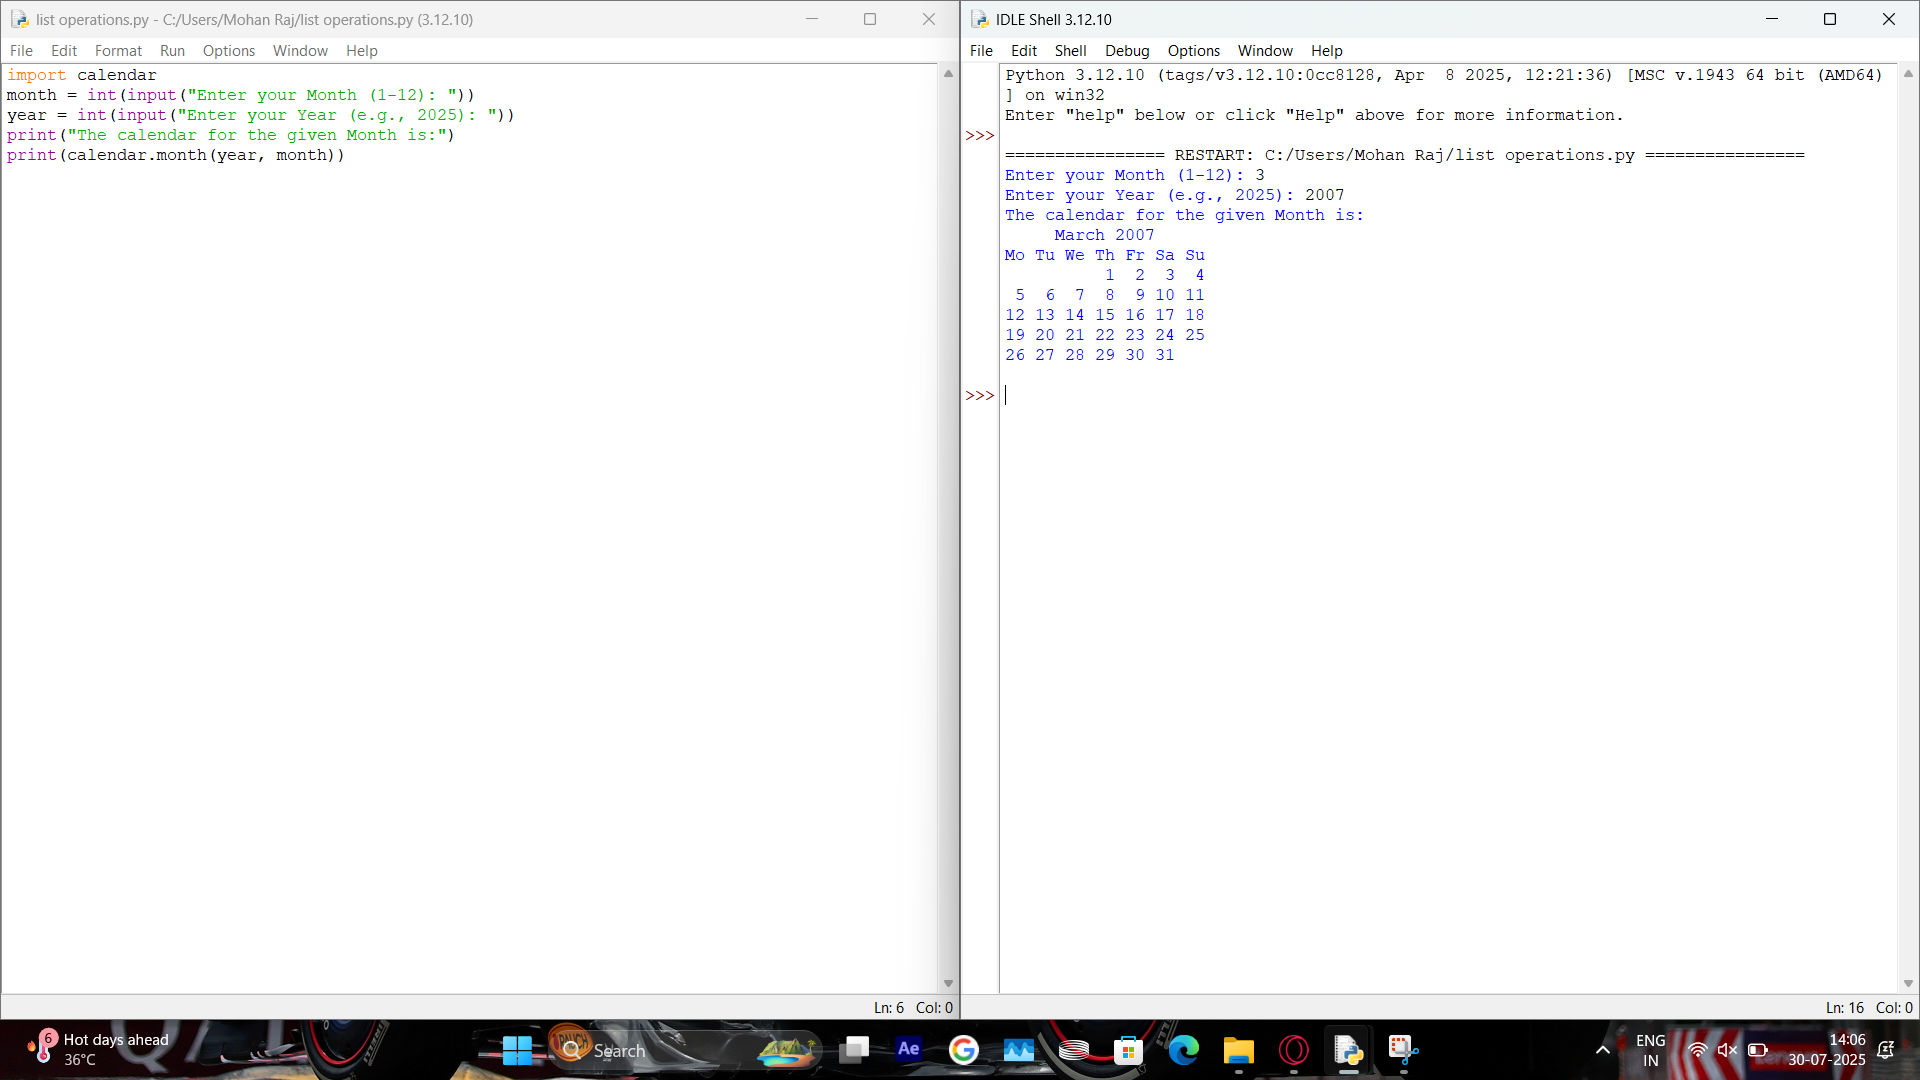 list operations.py - C:/Users/Mohan Raj/list operations.py (3.12.10)
File Edit Format Run Options Window Help
import calendar
month = int(input("Enter your Month (1-12): "))
year = int(input("Enter your Year (e.g., 2025): "))
print("The calendar for the given Month is:")
print(calendar.month(year, month))
Ln: 6 Col: 0
IDLE Shell 3.12.10
File Edit Shell Debug Options Window Help
Python 3.12.10 (tags/v3.12.10:0cc8128, Apr  8 2025, 12:21:36) [MSC v.1943 64 bit (AMD64)
] on win32
Enter "help" below or click "Help" above for more information.
>>>
================ RESTART: C:/Users/Mohan Raj/list operations.py ================
Enter your Month (1-12): 3
Enter your Year (e.g., 2025): 2007
The calendar for the given Month is:
     March 2007
Mo Tu We Th Fr Sa Su
          1  2  3  4
 5  6  7  8  9 10 11
12 13 14 15 16 17 18
19 20 21 22 23 24 25
26 27 28 29 30 31
>>>
Ln: 16 Col: 0
6
Hot days ahead
36°C
Search
Ae
ENG
IN
14:06
30-07-2025